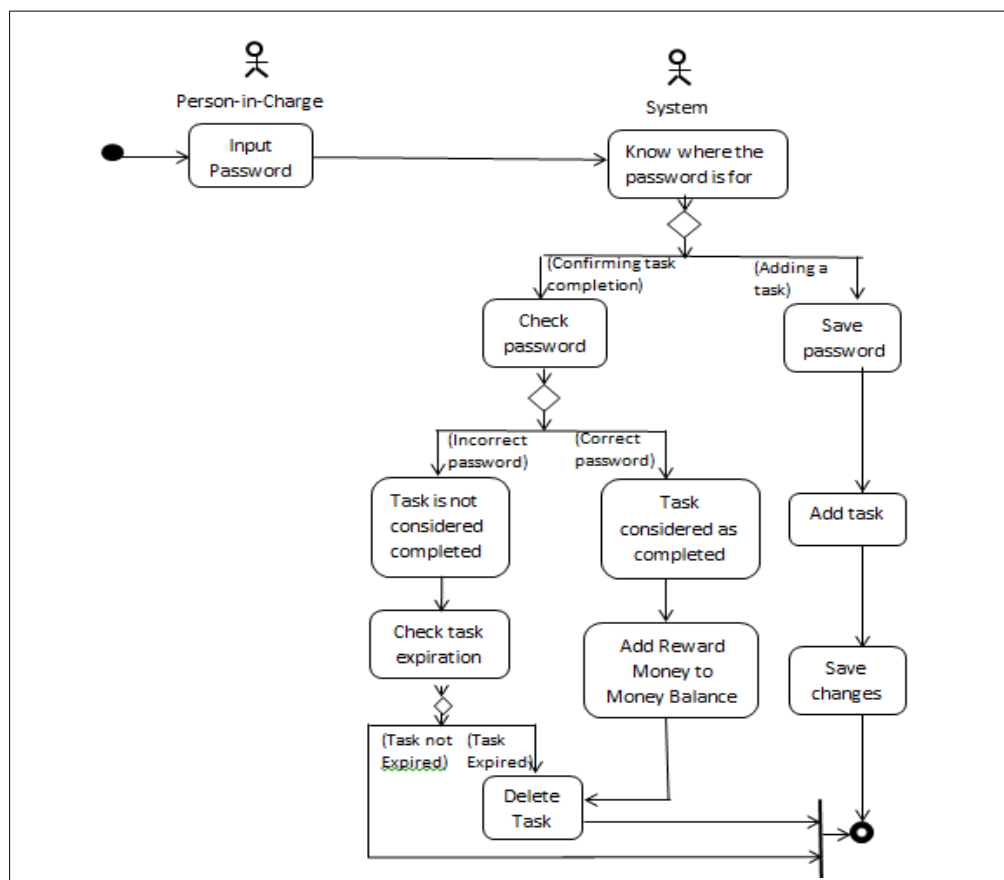 Person-in-Charge
System
Input
Password
Know where the
password is for
(Confirming task
completion)
(Adding a
task)
Check
password
Save
password
(Incorrect
password)
(Correct
password)
Task is not
considered
completed
Task
considered as
completed
Add task
Check task
expiration
Add Reward
Money to
Money Balance
Save
changes
(Task not
Expired)
(Task
Expired)
Delete
Task